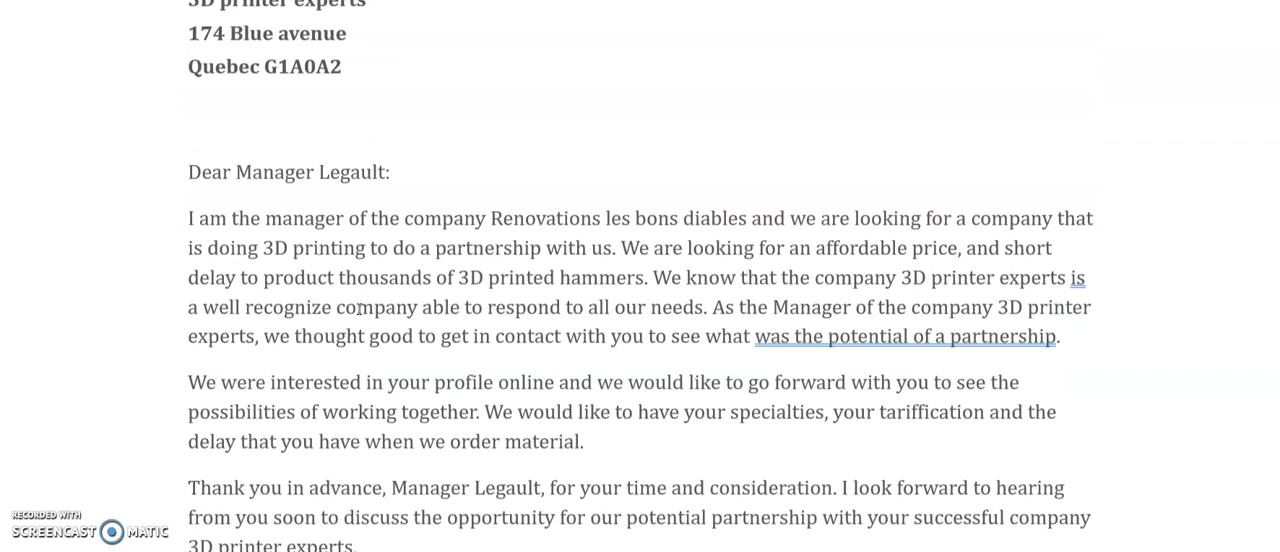 3D printer experts
174 Blue avenue
Quebec G1A0A2
Dear Manager Legault:
I am the manager of the company Renovations les bons diables and we are looking for a company that
is doing 3D printing to do a partnership with us. We are looking for an affordable price, and short
delay to product thousands of 3D printed hammers. We know that the company 3D printer experts is
a well recognize company able to respond to all our needs. As the Manager of the company 3D printer
experts, we thought good to get in contact with you to see what was the potential of a partnership.
We were interested in your profile online and we would like to go forward with you to see the
possibilities of working together. We would like to have your specialties, your tariffication and the
delay that you have when we order material.
Thank you in advance, Manager Legault, for your time and consideration. I look forward to hearing
from you soon to discuss the opportunity for our potential partnership with your successful company
3D printer experts.
RECORDED WITH
SCREENCAST MATIC